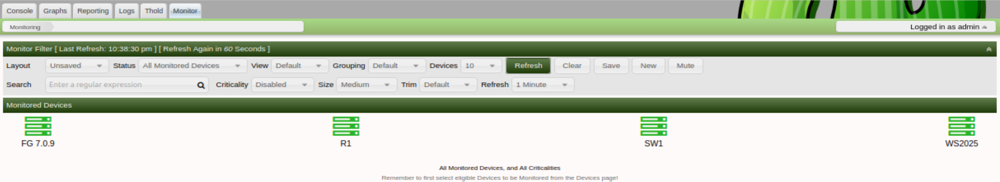 Console Graphs Reporting Logs Thold Monitor
Monitoring Logged in as admin
Monitor Filter [ Last Refresh: 10:38:30 pm ] [ Refresh Again in 60 Seconds ]
Layout Unsaved Status All Monitored Devices View Default Grouping Default Devices 10 Refresh Clear Save New Mute
Search Enter a regular expression Criticality Disabled Size Medium Trim Default Refresh 1 Minute
Monitored Devices
FG 7.0.9 R1 SW1 WS2025
All Monitored Devices, and All Criticalities
Remember to first select eligible Devices to be Monitored from the Devices page!